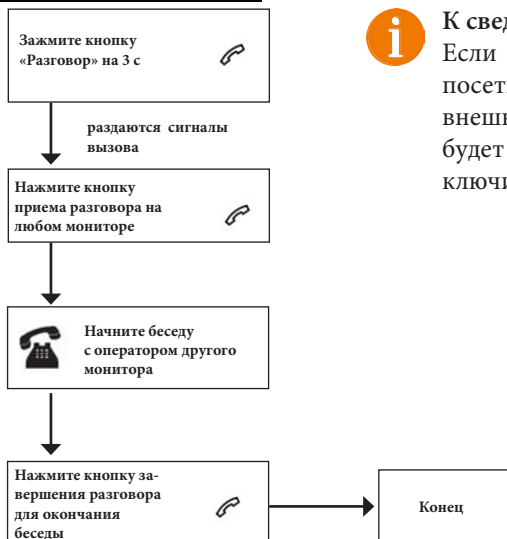 Зажмите кнопку
«Разговор» на 3 с
раздаются сигналы
вызова
Нажмите кнопку
приема разговора на
любом мониторе
Начните беседу
с оператором другого
монитора
Нажмите кнопку за-
вершения разговора
для окончания
беседы
Конец
К свед
Если
посети
внешн
будет
ключи